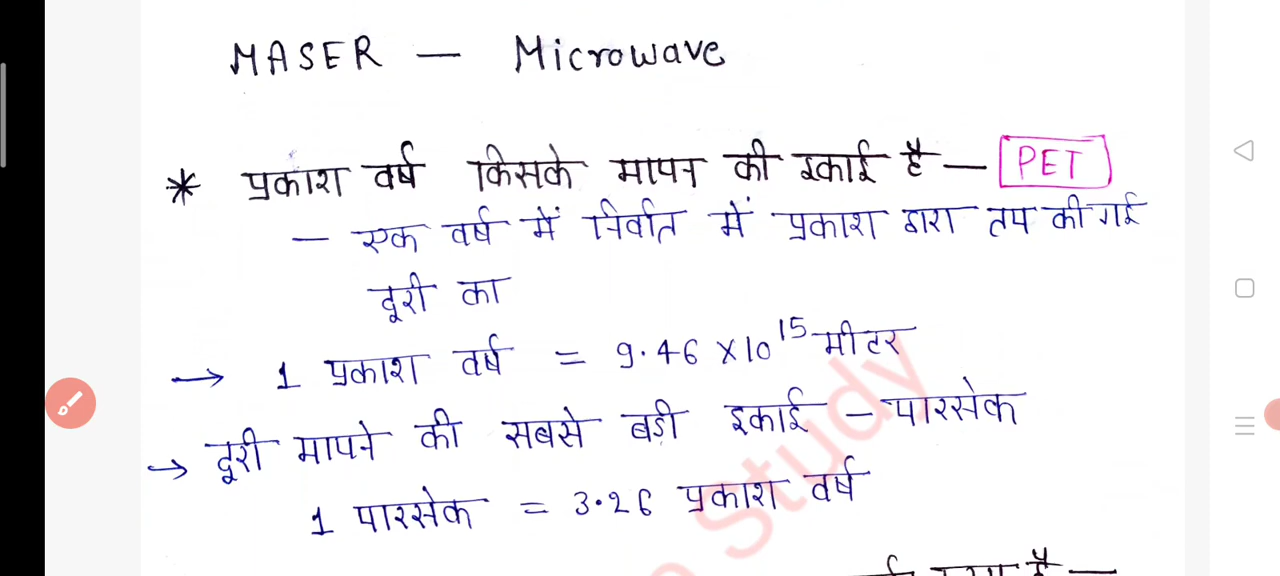 MASER — Microwave
* प्रकाश वर्ष किसके मापन की इकाई है — PET
— एक वर्ष में निर्वात में प्रकाश द्वारा तय की गई
दूरी का
→ 1 प्रकाश वर्ष = 9.46 × 10¹⁵ मीटर
→ दूरी मापने की सबसे बड़ी इकाई – पारसेक
1 पारसेक = 3.26 प्रकाश वर्ष
Study